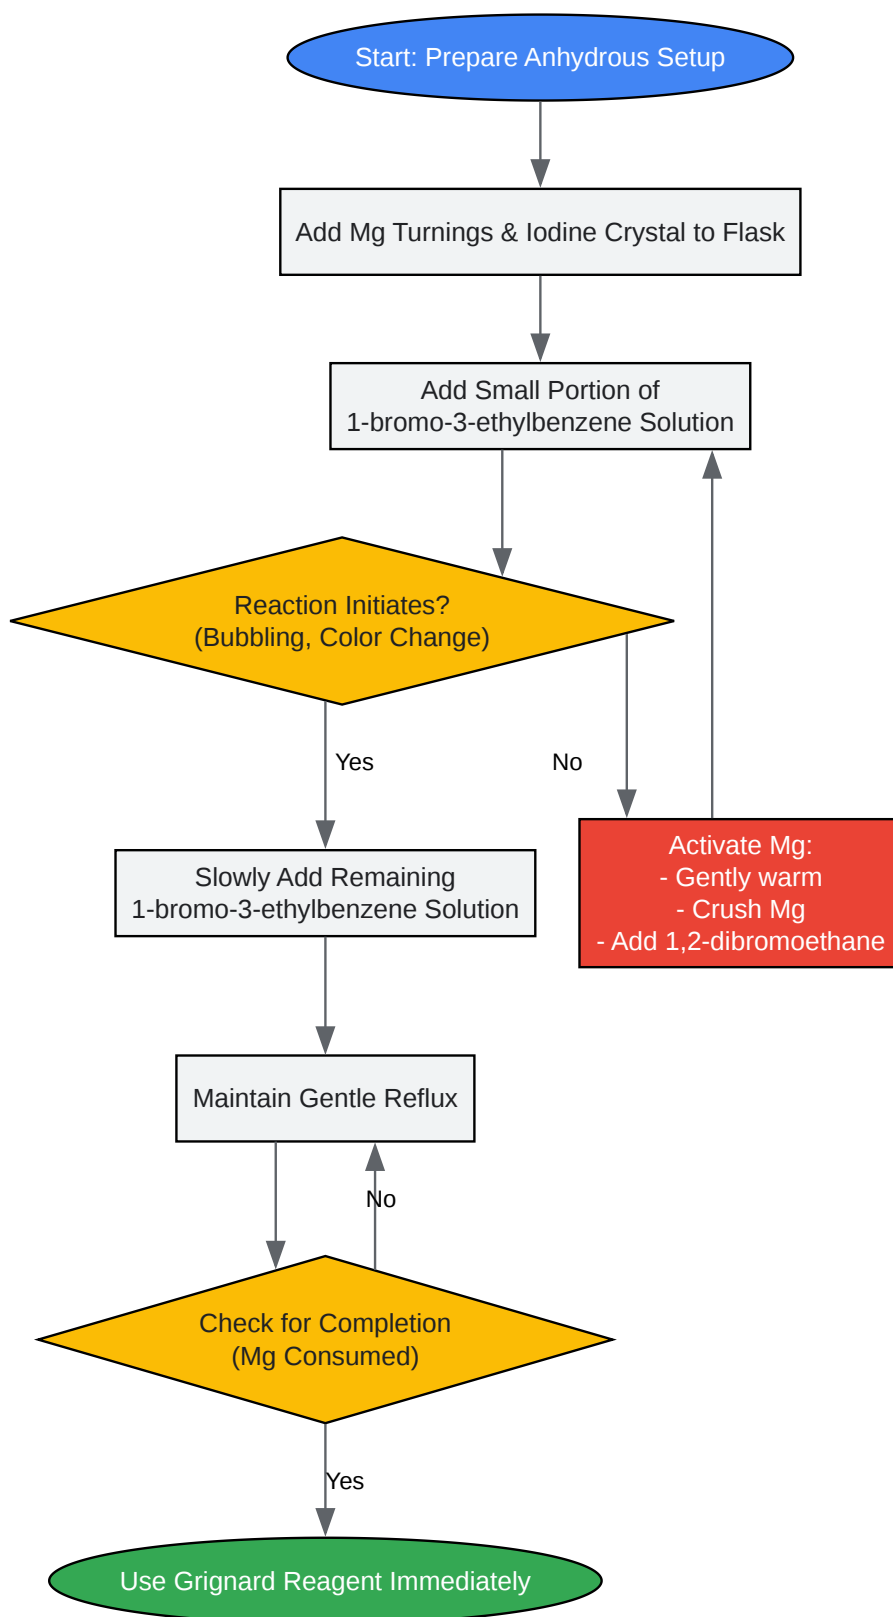 Start: Prepare Anhydrous Setup
Add Mg Turnings & Iodine Crystal to Flask
Add Small Portion of
1-bromo-3-ethylbenzene Solution
Reaction Initiates?
(Bubbling, Color Change)
Yes
No
Activate Mg:
- Gently warm
- Crush Mg
- Add 1,2-dibromoethane
Slowly Add Remaining
1-bromo-3-ethylbenzene Solution
Maintain Gentle Reflux
No
Check for Completion
(Mg Consumed)
Yes
Use Grignard Reagent Immediately